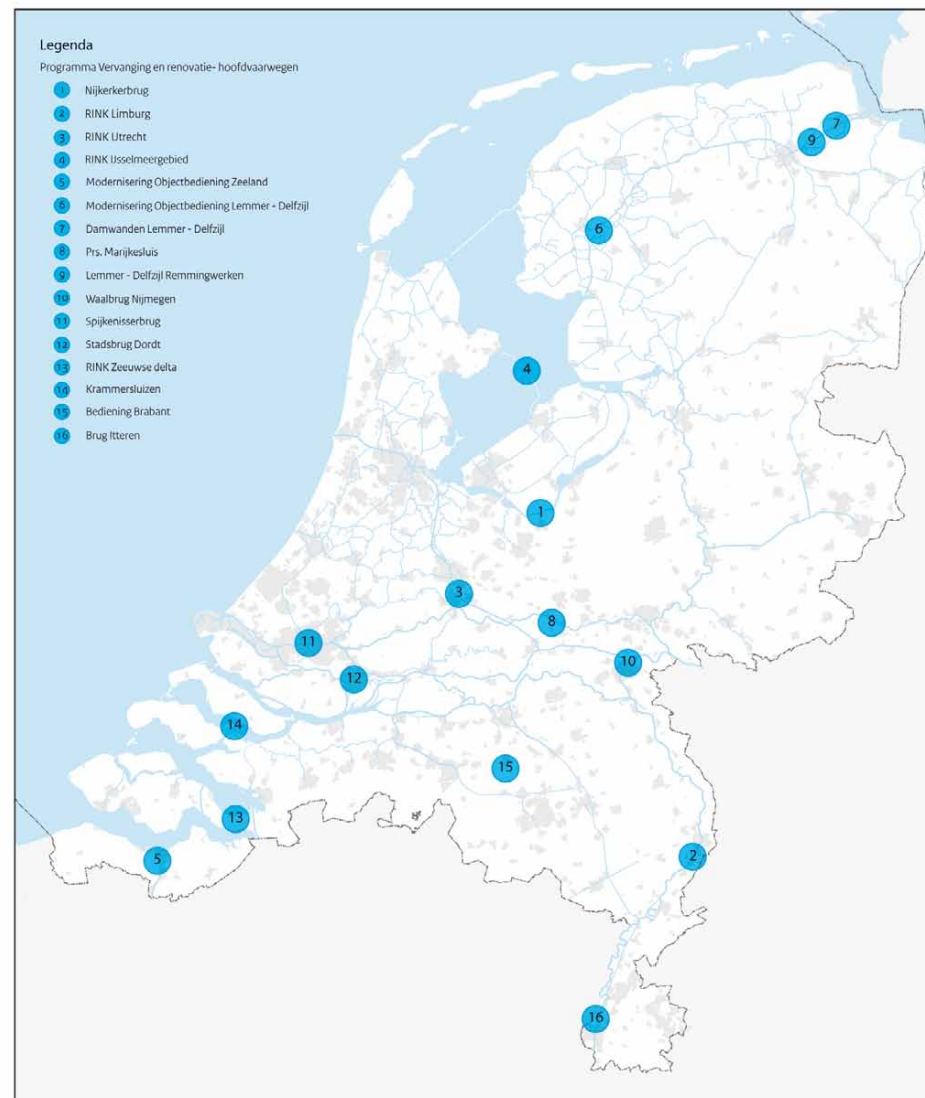 Legenda
Programma Vervanging en renovatie- hoofdvaarwegen
1 Nijkerkerbrug
2 RINK Limburg
3 RINK Utrecht
4 RINK IJsselmeergebied
5 Modernisering Objectbediening Zeeland
6 Modernisering Objectbediening Lemmer - Delfzijl
7 Damwanden Lemmer - Delfzijl
8 Prs. Marijkesluis
9 Lemmer - Delfzijl Remmingwerken
10 Waalbrug Nijmegen
11 Spijkenisserbrug
12 Stadsbrug Dordt
13 RINK Zeeuwse delta
14 Krammersluizen
15 Bediening Brabant
16 Brug Itteren
7
9
6
4
1
3
8
11
10
12
14
15
13
2
5
16